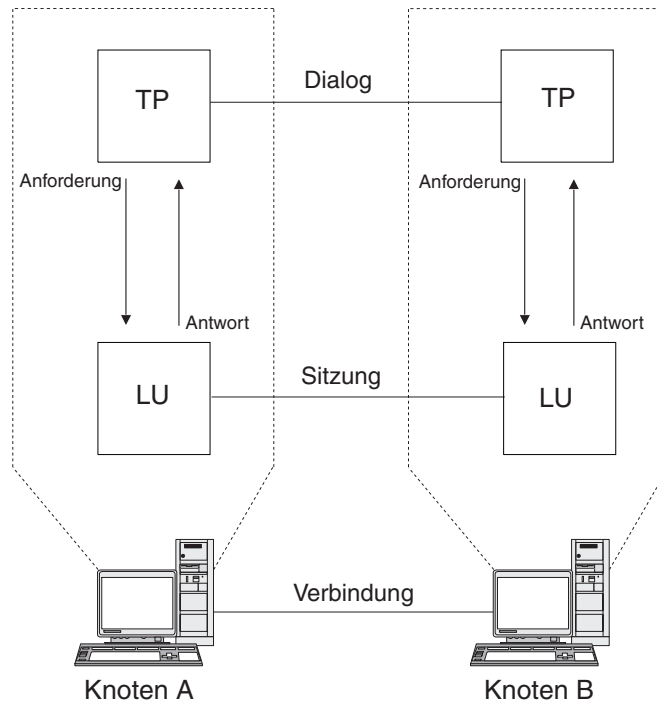 TP
Dialog
TP
Anforderung
Anforderung
Antwort
Antwort
LU
Sitzung
LU
Verbindung
Knoten A
Knoten B